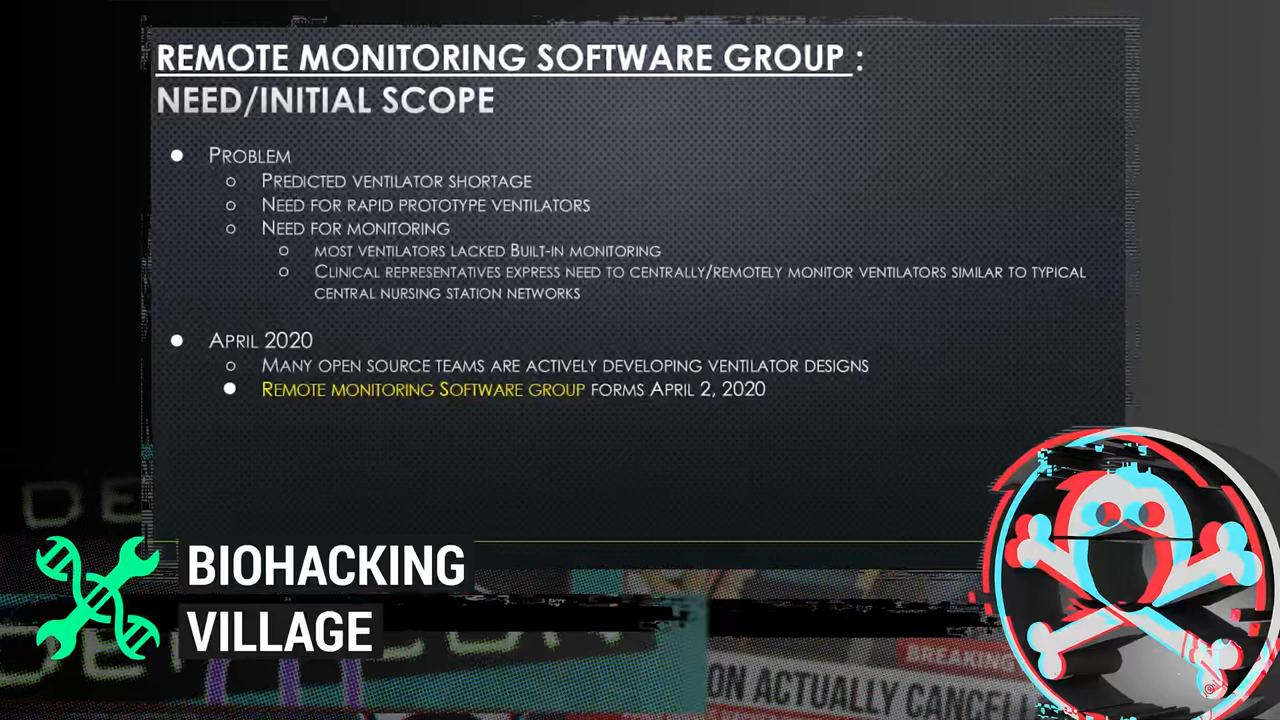 REMOTE MONITORING SOFTWARE GROUP :
NEED/INITIAL SCOPE
● PROBLEM
○ PREDICTED VENTILATOR SHORTAGE
○ NEED FOR RAPID PROTOTYPE VENTILATORS
○ NEED FOR MONITORING
○ MOST VENTILATORS LACKED BUILT-IN MONITORING
○ CLINICAL REPRESENTATIVES EXPRESS NEED TO CENTRALLY/REMOTELY MONITOR VENTILATORS SIMILAR TO TYPICAL
CENTRAL NURSING STATION NETWORKS
● APRIL 2020
○ MANY OPEN SOURCE TEAMS ARE ACTIVELY DEVELOPING VENTILATOR DESIGNS
● REMOTE MONITORING SOFTWARE GROUP FORMS APRIL 2, 2020
BIOHACKING
VILLAGE
BREAKING
ON ACTUALLY